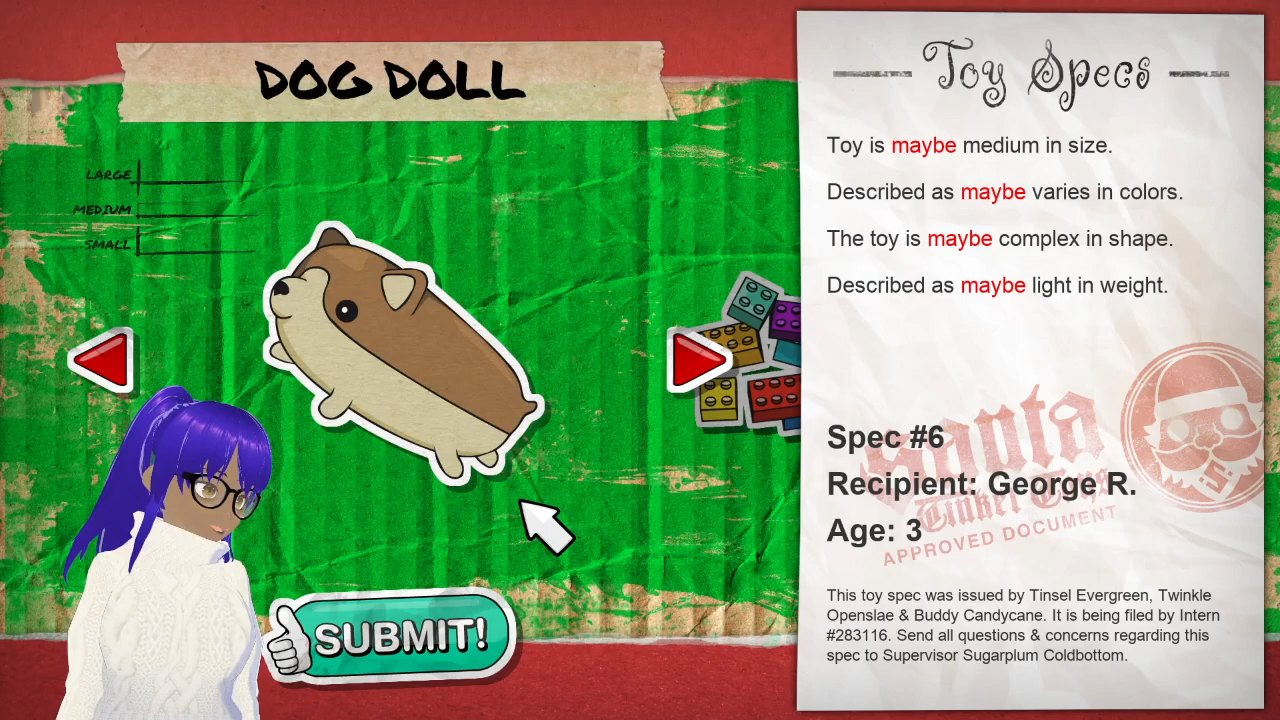 DOG DOLL
LARGE
MEDIUM
SMALL
SUBMIT!
Toy Specs
Toy is maybe medium in size.
Described as maybe varies in colors.
The toy is maybe complex in shape.
Described as maybe light in weight.
Spec #6
Recipient: George R.
Age: 3
Santa
Tinker Toys
APPROVED DOCUMENT
This toy spec was issued by Tinsel Evergreen, Twinkle
Openslae & Buddy Candycane. It is being filed by Intern
#283116. Send all questions & concerns regarding this
spec to Supervisor Sugarplum Coldbottom.